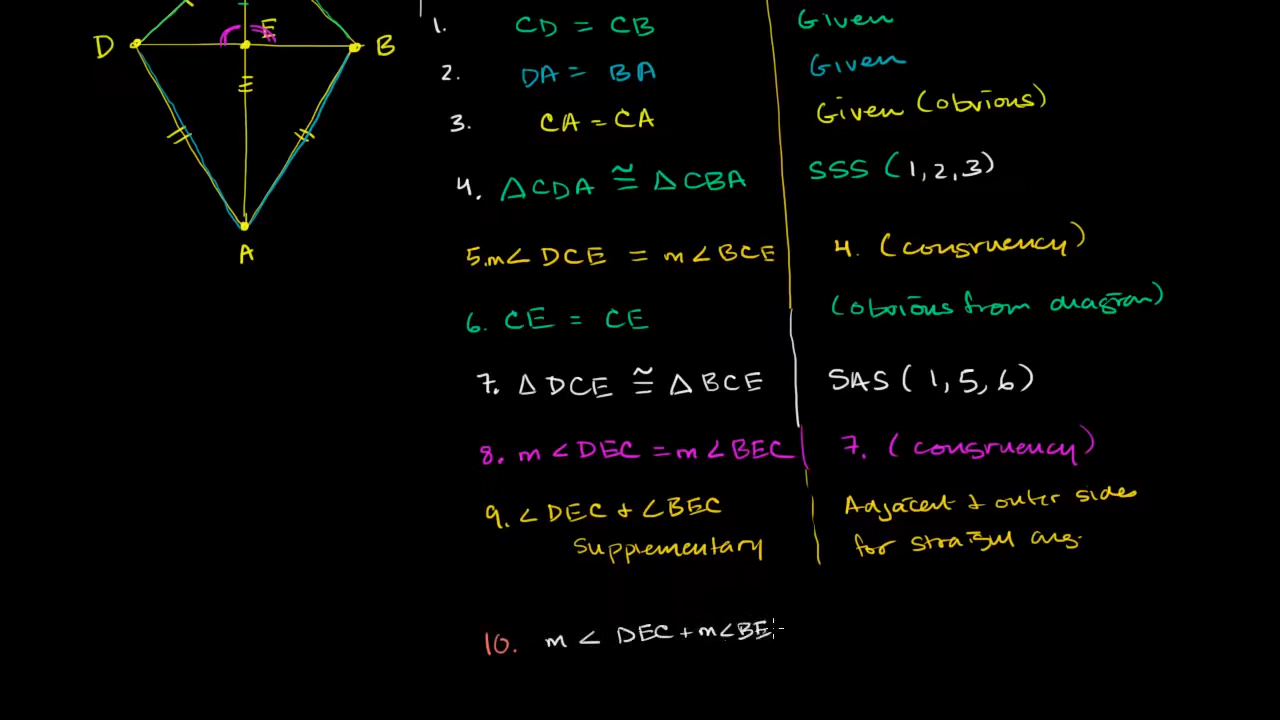 D
E
B
A
1. CD = CB Given
2. DA = BA Given
3. CA = CA Given (obvious)
4. △CDA ≅ △CBA SSS (1,2,3)
5. m∠DCE = m∠BCE 4. (congruency)
6. CE = CE (obvious from diagram)
7. △DCE ≅ △BCE SAS (1,5,6)
8. m∠DEC = m∠BEC 7. (congruency)
9. ∠DEC & ∠BEC Adjacent & outer sides
supplementary for straight ang.
10. m∠DEC + m∠BE